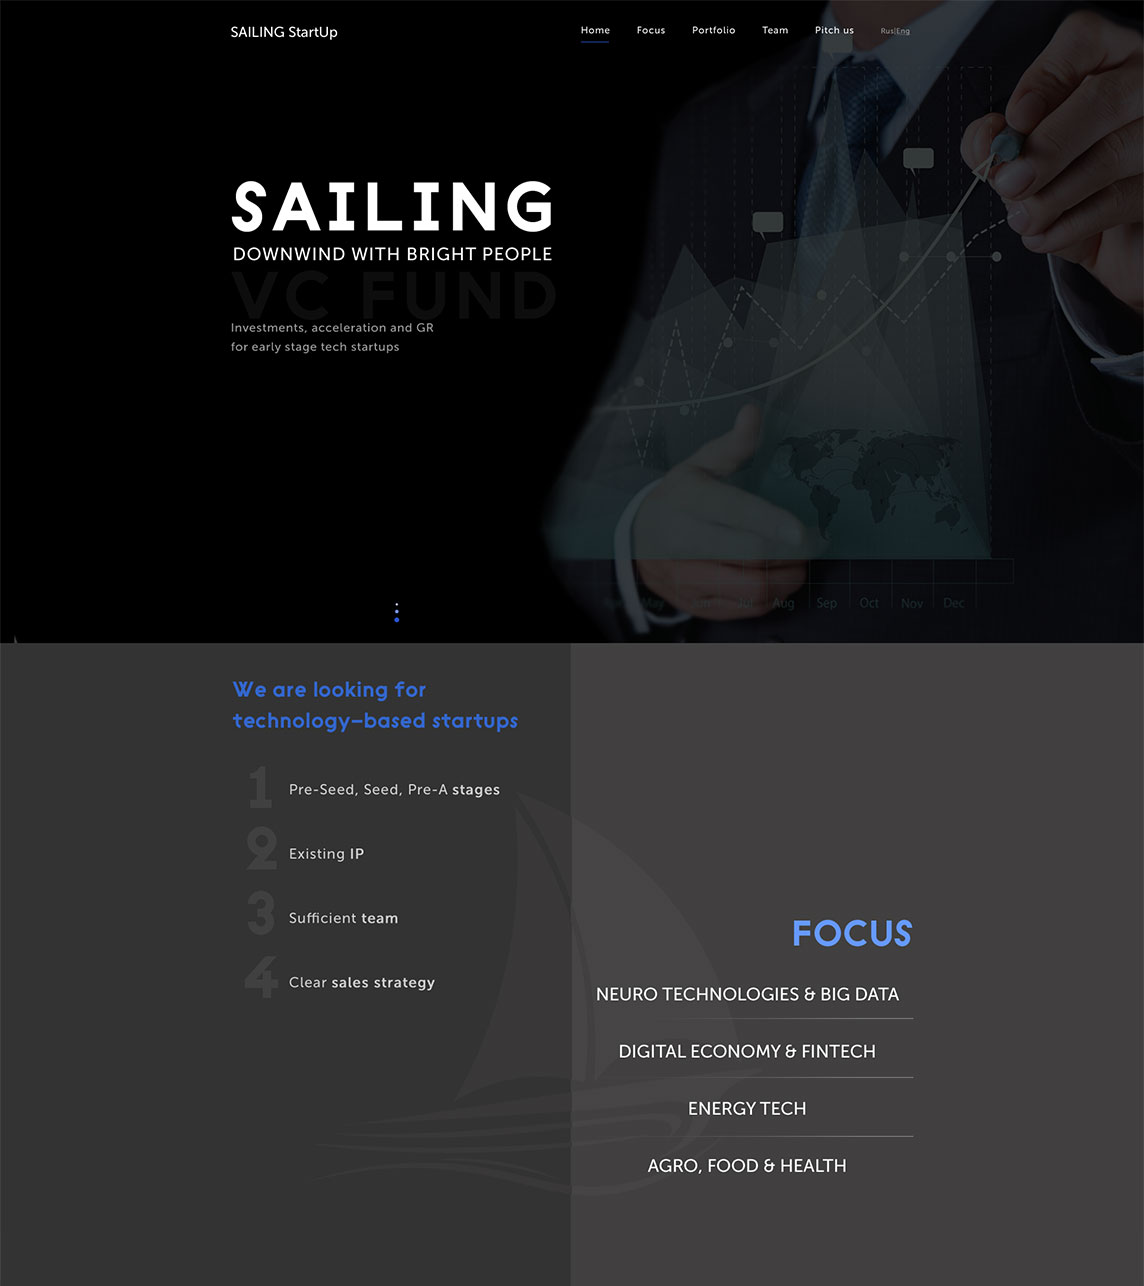 SAILING StartUp
Home Focus Portfolio Team Pitch us Rus|Eng
SAILING
DOWNWIND WITH BRIGHT PEOPLE
VC FUND
Investments, acceleration and GR
for early stage tech startups
May Jun Jul Aug Sep Oct Nov Dec
We are looking for
technology-based startups
1 Pre-Seed, Seed, Pre-A stages
2 Existing IP
3 Sufficient team
4 Clear sales strategy
FOCUS
NEURO TECHNOLOGIES & BIG DATA
DIGITAL ECONOMY & FINTECH
ENERGY TECH
AGRO, FOOD & HEALTH